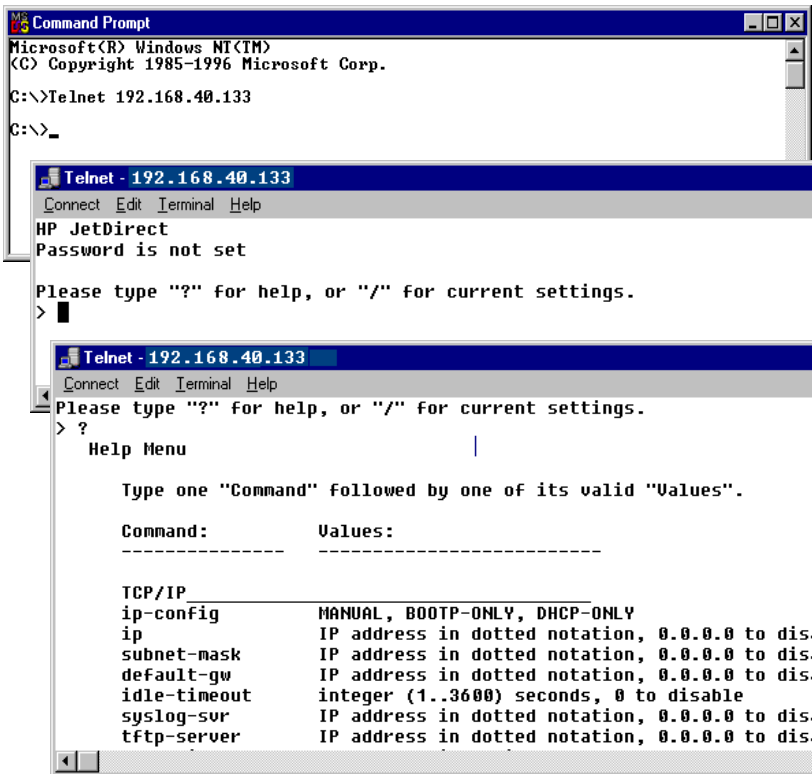 Command Prompt
Microsoft(R) Windows NT(TM)
(C) Copyright 1985-1996 Microsoft Corp.
C:\>Telnet 192.168.40.133
C:\>_
Telnet - 192.168.40.133
Connect Edit Terminal Help
HP JetDirect
Password is not set
Please type "?" for help, or "/" for current settings.
>
Telnet - 192.168.40.133
Connect Edit Terminal Help
Please type "?" for help, or "/" for current settings.
> ?
Help Menu
Type one "Command" followed by one of its valid "Values".
Command: Values:
--------------- --------------------------
TCP/IP_____________________________________
ip-config MANUAL, BOOTP-ONLY, DHCP-ONLY
ip IP address in dotted notation, 0.0.0.0 to dis
subnet-mask IP address in dotted notation, 0.0.0.0 to dis
default-gw IP address in dotted notation, 0.0.0.0 to dis
idle-timeout integer (1..3600) seconds, 0 to disable
syslog-svr IP address in dotted notation, 0.0.0.0 to dis
tftp-server IP address in dotted notation, 0.0.0.0 to dis